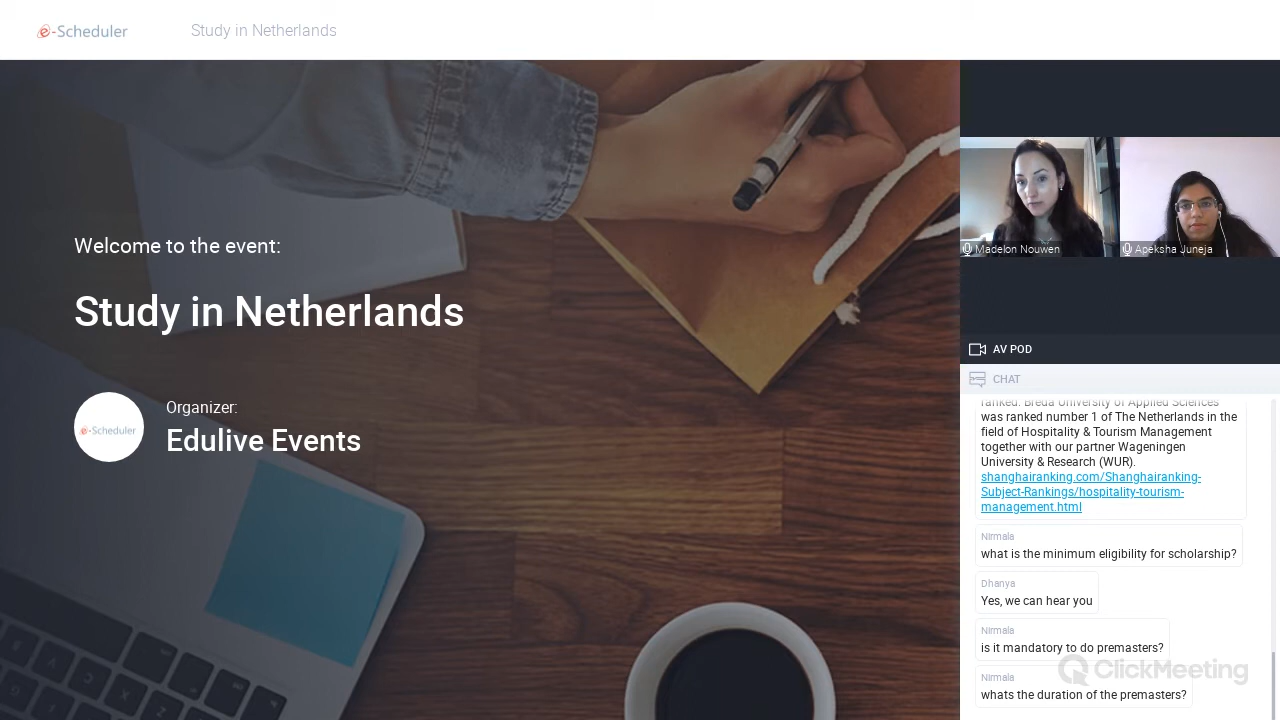 e-Scheduler
Study in Netherlands
Welcome to the event:
Study in Netherlands
e-Scheduler
Organizer:
Edulive Events
Madelon Nouwen
Apeksha Juneja
AV POD
CHAT
ranked. Breda University of Applied Sciences
was ranked number 1 of The Netherlands in the
field of Hospitality & Tourism Management
together with our partner Wageningen
University & Research (WUR).
shanghairanking.com/Shanghairanking-
Subject-Rankings/hospitality-tourism-
management.html
Nirmala
what is the minimum eligibility for scholarship?
Dhanya
Yes, we can hear you
Nirmala
is it mandatory to do premasters?
ClickMeeting
Nirmala
whats the duration of the premasters?